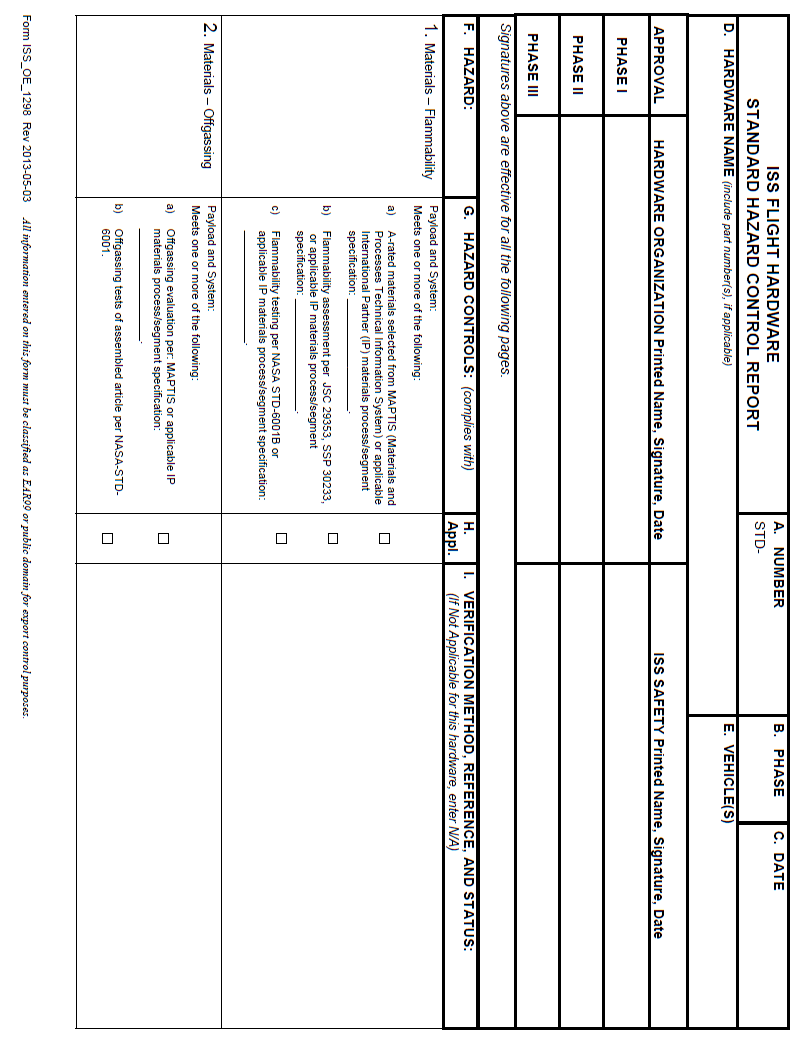 ISS FLIGHT HARDWARE
STANDARD HAZARD CONTROL REPORT
A. NUMBER
STD-
B. PHASE
C. DATE
D. HARDWARE NAME (include part number(s), if applicable)
E. VEHICLE(S)
APPROVAL
HARDWARE ORGANIZATION Printed Name, Signature, Date
ISS SAFETY Printed Name, Signature, Date
PHASE I
PHASE II
PHASE III
Signatures above are effective for all the following pages.
F. HAZARD:
G. HAZARD CONTROLS: (complies with)
H.
Appl.
I. VERIFICATION METHOD, REFERENCE, AND STATUS:
(If Not Applicable for this hardware, enter N/A)
1. Materials – Flammability
Payload and System:
Meets one or more of the following:
a) A-rated materials selected from MAPTIS (Materials and
Processes Technical Information System) or applicable
International Partner (IP) materials process/segment
specification: ________.
☐
b) Flammability assessment per JSC 29353, SSP 30233,
or applicable IP materials process/segment
specification: ________________.
☐
c) Flammability testing per NASA STD-6001B or
applicable IP materials process/segment specification:
________________.
☐
2. Materials – Offgassing
Payload and System:
Meets one or more of the following:
a) Offgassing evaluation per: MAPTIS or applicable IP
materials process/segment specification:
________________.
☐
b) Offgassing tests of assembled article per NASA-STD-
6001.
☐
Form ISS_OE_1298 Rev 2013-05-03 All information entered on this form must be classified as EAR99 or public domain for export control purposes.